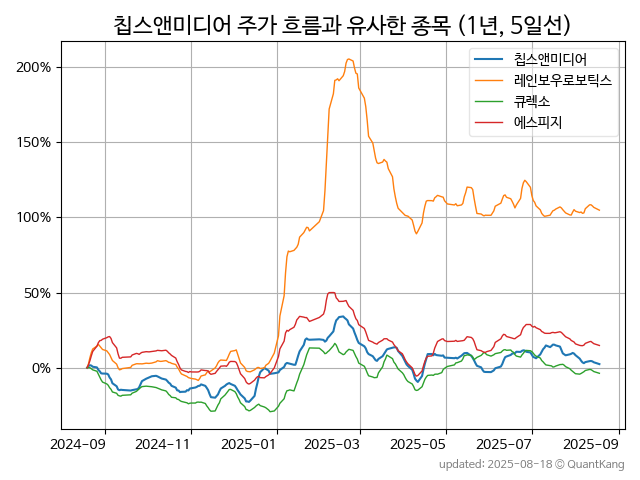 칩스앤미디어 주가 흐름과 유사한 종목 (1년, 5일선)
칩스앤미디어
레인보우로보틱스
큐렉소
에스피지
200%
150%
100%
50%
0%
2024-09 2024-11 2025-01 2025-03 2025-05 2025-07 2025-09
updated: 2025-08-18 © QuantKang